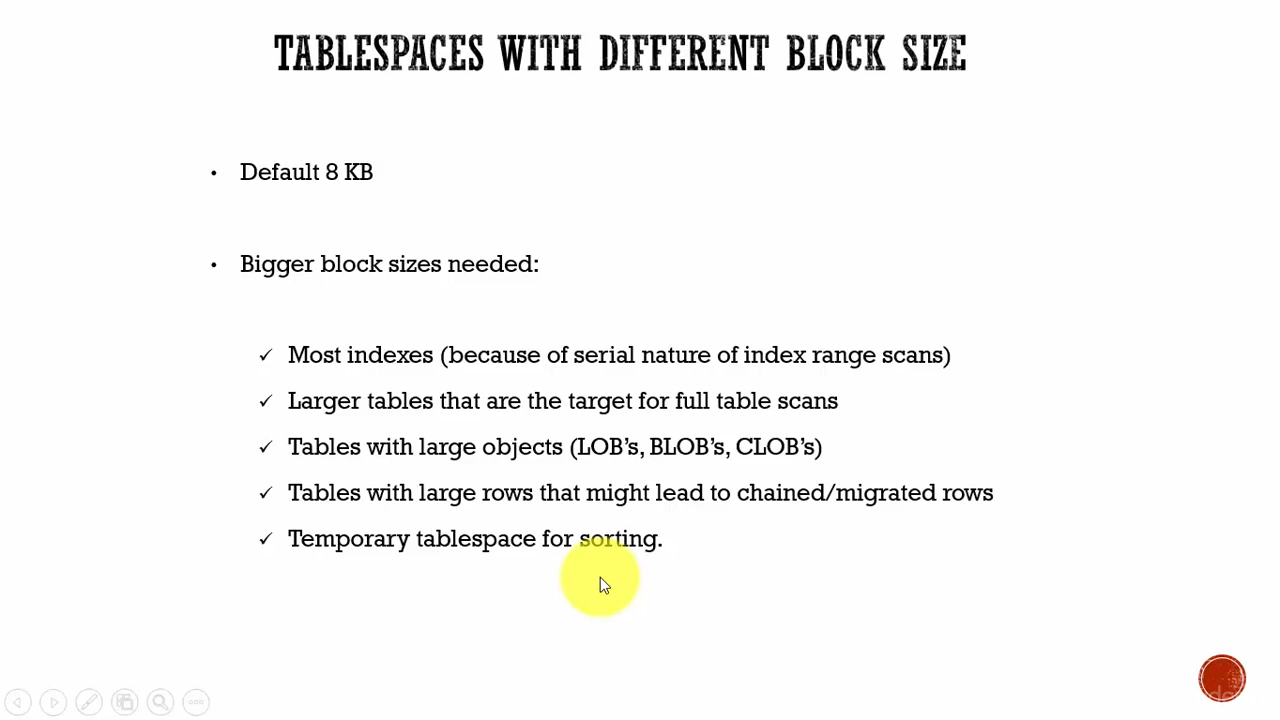 TABLESPACES WITH DIFFERENT BLOCK SIZE
• Default 8 KB
• Bigger block sizes needed:
✓ Most indexes (because of serial nature of index range scans)
✓ Larger tables that are the target for full table scans
✓ Tables with large objects (LOB's, BLOB's, CLOB's)
✓ Tables with large rows that might lead to chained/migrated rows
✓ Temporary tablespace for sorting.